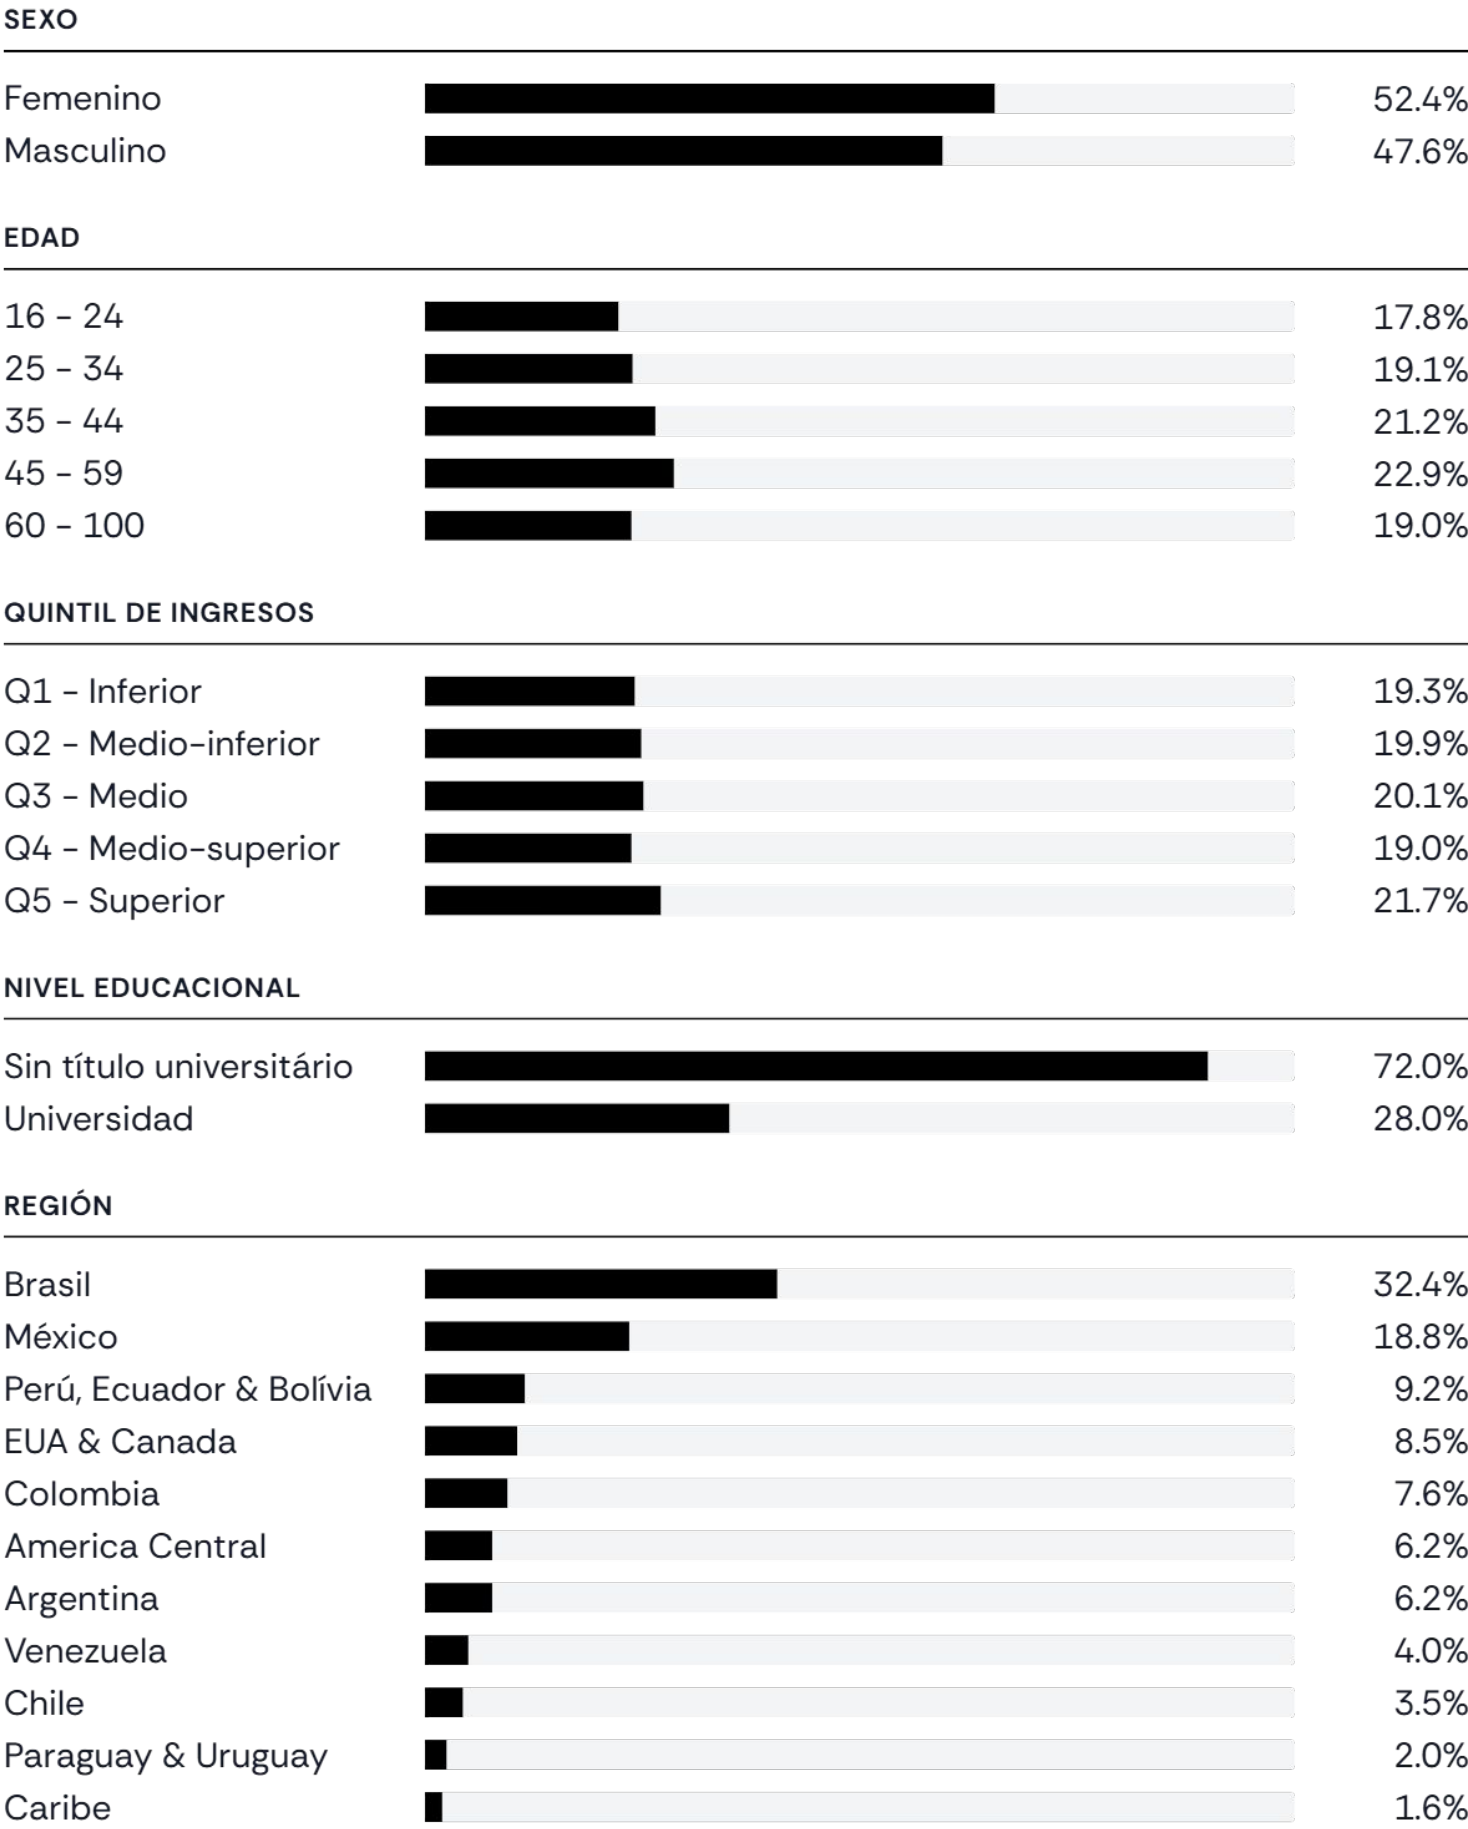 SEXO
Femenino 52.4%
Masculino 47.6%
EDAD
16 - 24 17.8%
25 - 34 19.1%
35 - 44 21.2%
45 - 59 22.9%
60 - 100 19.0%
QUINTIL DE INGRESOS
Q1 - Inferior 19.3%
Q2 - Medio-inferior 19.9%
Q3 - Medio 20.1%
Q4 - Medio-superior 19.0%
Q5 - Superior 21.7%
NIVEL EDUCACIONAL
Sin título universitário 72.0%
Universidad 28.0%
REGIÓN
Brasil 32.4%
México 18.8%
Perú, Ecuador & Bolívia 9.2%
EUA & Canada 8.5%
Colombia 7.6%
America Central 6.2%
Argentina 6.2%
Venezuela 4.0%
Chile 3.5%
Paraguay & Uruguay 2.0%
Caribe 1.6%